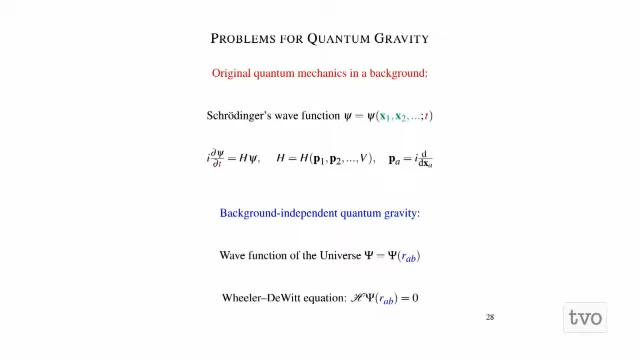 PROBLEMS FOR QUANTUM GRAVITY
Original quantum mechanics in a background:
Schrödinger's wave function ψ = ψ(x₁,x₂,...;t)
i∂ψ/∂t = Hψ, H = H(p₁,p₂,...,V), pₐ = i d/dxₐ
Background-independent quantum gravity:
Wave function of the Universe Ψ = Ψ(r_ab)
Wheeler–DeWitt equation: ℋΨ(r_ab) = 0
28
tvo